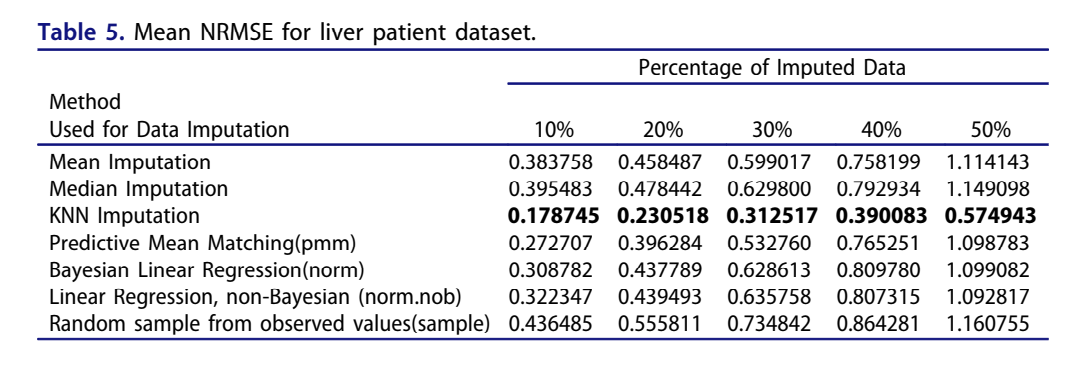 Table 5. Mean NRMSE for liver patient dataset.
Percentage of Imputed Data
Method
Used for Data Imputation 10% 20% 30% 40% 50%
Mean Imputation 0.383758 0.458487 0.599017 0.758199 1.114143
Median Imputation 0.395483 0.478442 0.629800 0.792934 1.149098
KNN Imputation 0.178745 0.230518 0.312517 0.390083 0.574943
Predictive Mean Matching(pmm) 0.272707 0.396284 0.532760 0.765251 1.098783
Bayesian Linear Regression(norm) 0.308782 0.437789 0.628613 0.809780 1.099082
Linear Regression, non-Bayesian (norm.nob) 0.322347 0.439493 0.635758 0.807315 1.092817
Random sample from observed values(sample) 0.436485 0.555811 0.734842 0.864281 1.160755